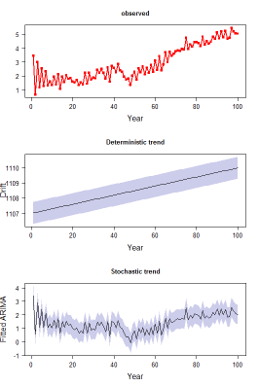 observed
5
4
3
2
1
0 20 40 60 80 100
Year
Deterministic trend
Drift
1110
1109
1108
1107
0 20 40 60 80 100
Year
Stochastic trend
Fitted ARIMA
4
3
2
1
0
-1
0 20 40 60 80 100
Year